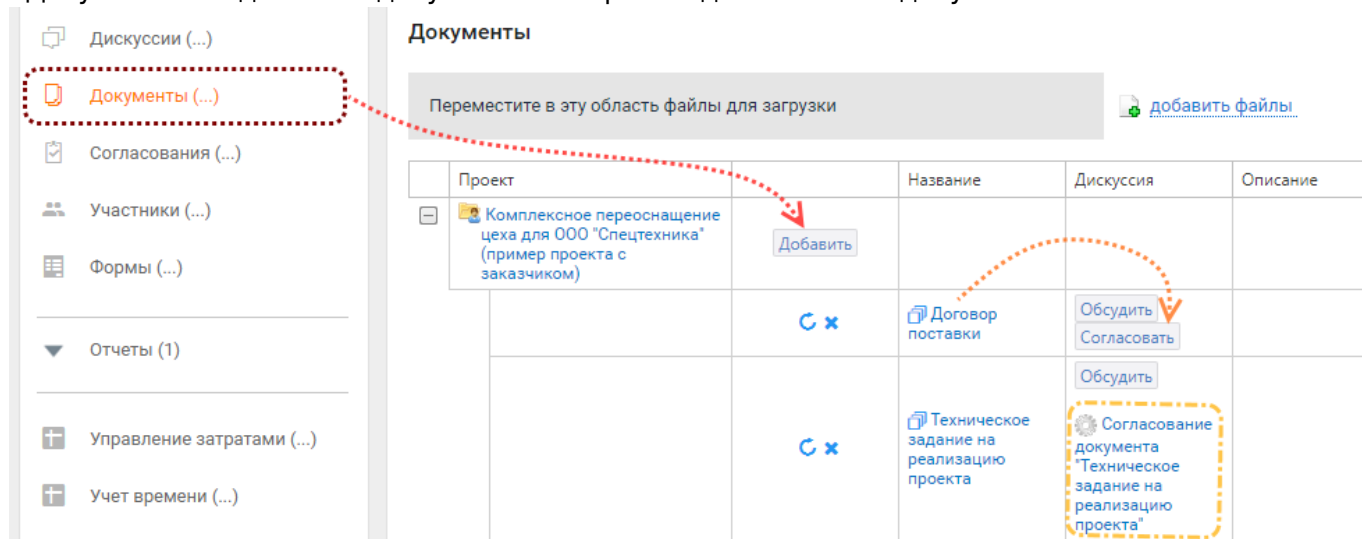 Дискуссии (...)
Документы (...)
Согласования (...)
Участники (...)
Формы (...)
Отчеты (1)
Управление затратами (...)
Учет времени (...)
Документы
Переместите в эту область файлы для загрузки
добавить файлы
Проект Название Дискуссия Описание
Комплексное переоснащение
цеха для ООО "Спецтехника"
(пример проекта с
заказчиком)
Добавить
Договор
поставки
Обсудить
Согласовать
Техническое
задание на
реализацию
проекта
Обсудить
Согласование
документа
"Техническое
задание на
реализацию
проекта"